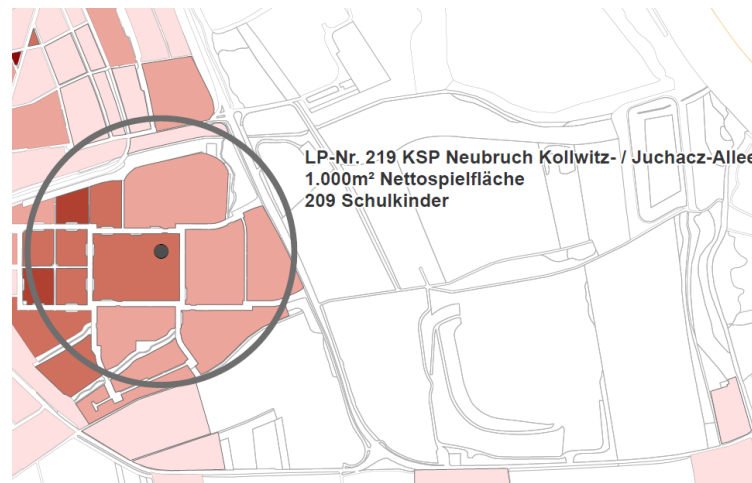 LP-Nr. 219 KSP Neubruch Kollwitz- / Juchacz-Allee
1.000m² Nettospielfläche
209 Schulkinder